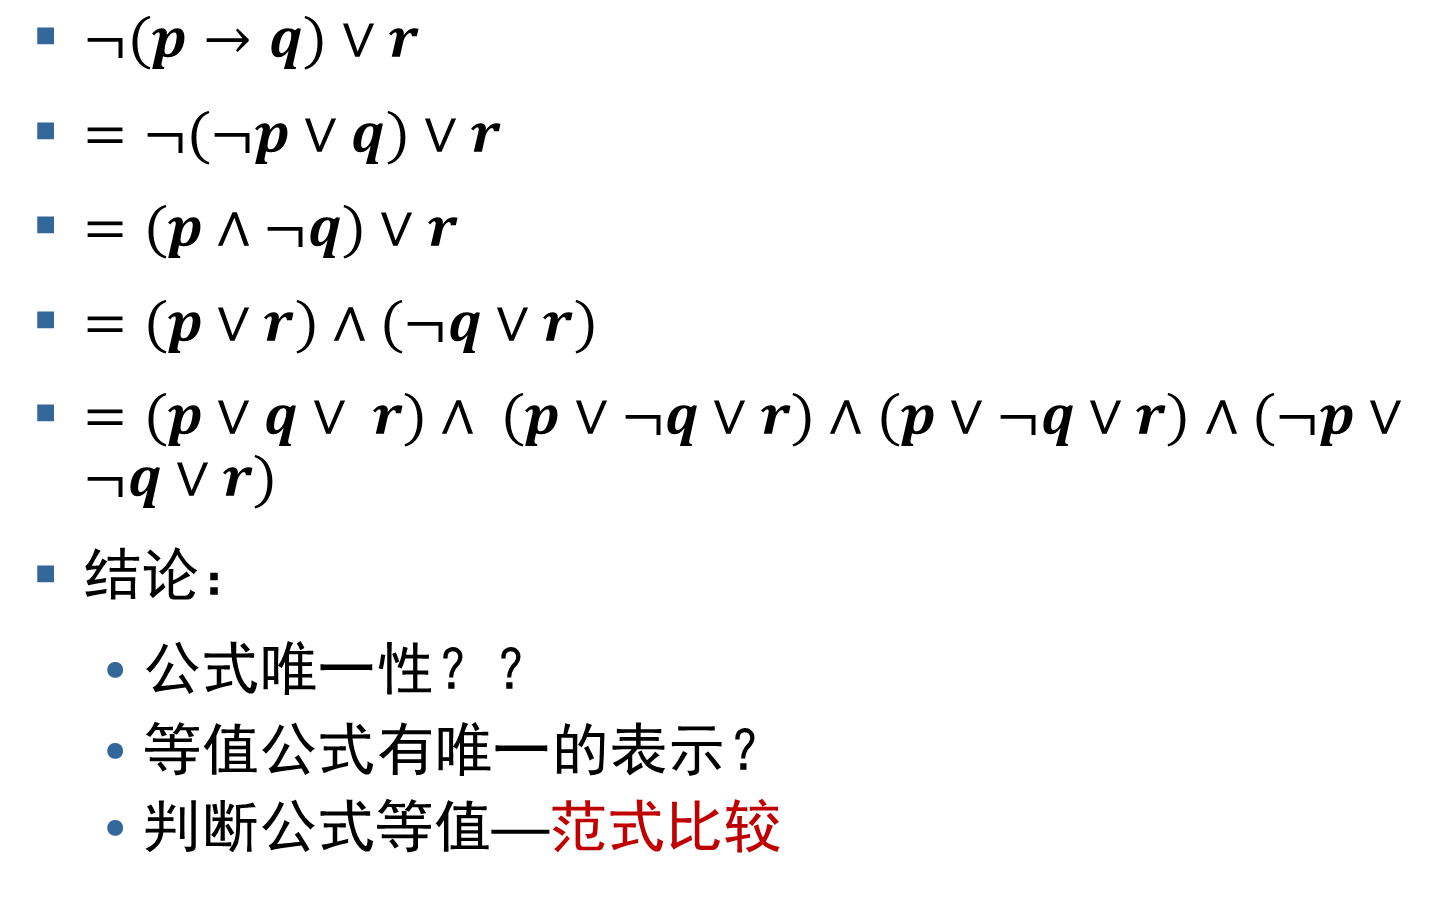 ¬(p → q) ∨ r
= ¬(¬p ∨ q) ∨ r
= (p ∧ ¬q) ∨ r
= (p ∨ r) ∧ (¬q ∨ r)
= (p ∨ q ∨ r) ∧ (p ∨ ¬q ∨ r) ∧ (p ∨ ¬q ∨ r) ∧ (¬p ∨
¬q ∨ r)
结论：
公式唯一性？？
等值公式有唯一的表示？
判断公式等值—范式比较